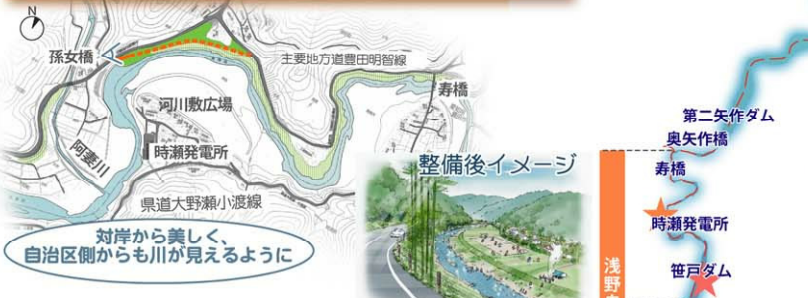 N
孫女橋
主要地方道豊田明智線
寿橋
河川敷広場
時瀬発電所
阿妻川
県道大野瀬小渡線
対岸から美しく、
自治区側からも川が見えるように
整備後イメージ
第二矢作ダム
奥矢作橋
寿橋
時瀬発電所
笹戸ダム
浅野